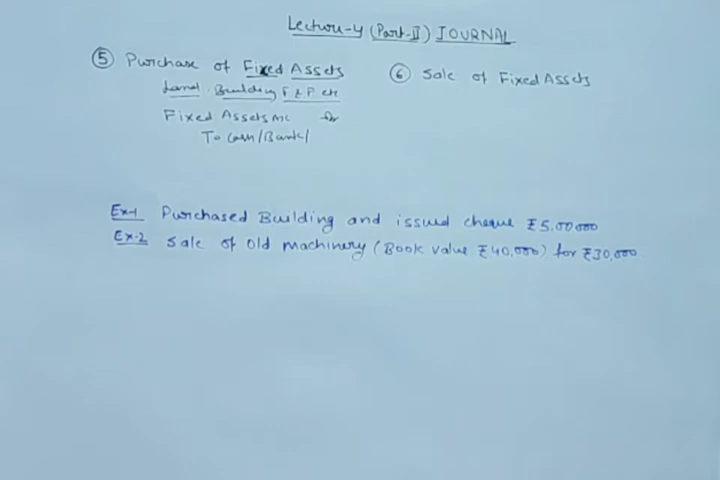 Lecture-4 (Part-II) JOURNAL
⑤ Purchase of Fixed Assets
Land, Building F & F etc
Fixed Assets A/c Dr
To Cash/Bank/
⑥ Sale of Fixed Assets
Ex-1 Purchased Building and issued cheque ₹5,00,000
Ex-2 Sale of Old Machinery (Book value ₹40,000) for ₹30,000